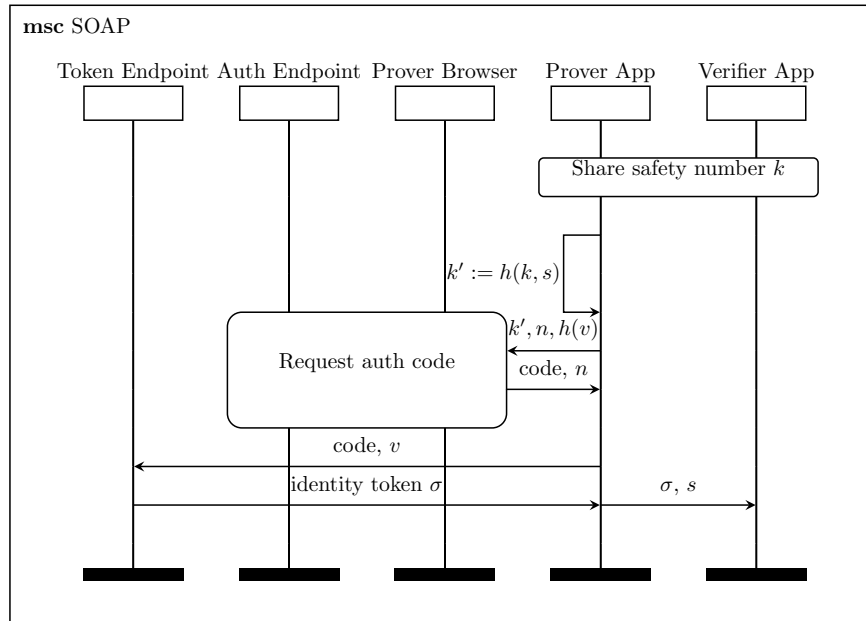 msc SOAP
Token Endpoint Auth Endpoint Prover Browser Prover App Verifier App
Share safety number k
k′ := h(k, s)
k′, n, h(v)
Request auth code
code, n
code, v
identity token σ
σ, s